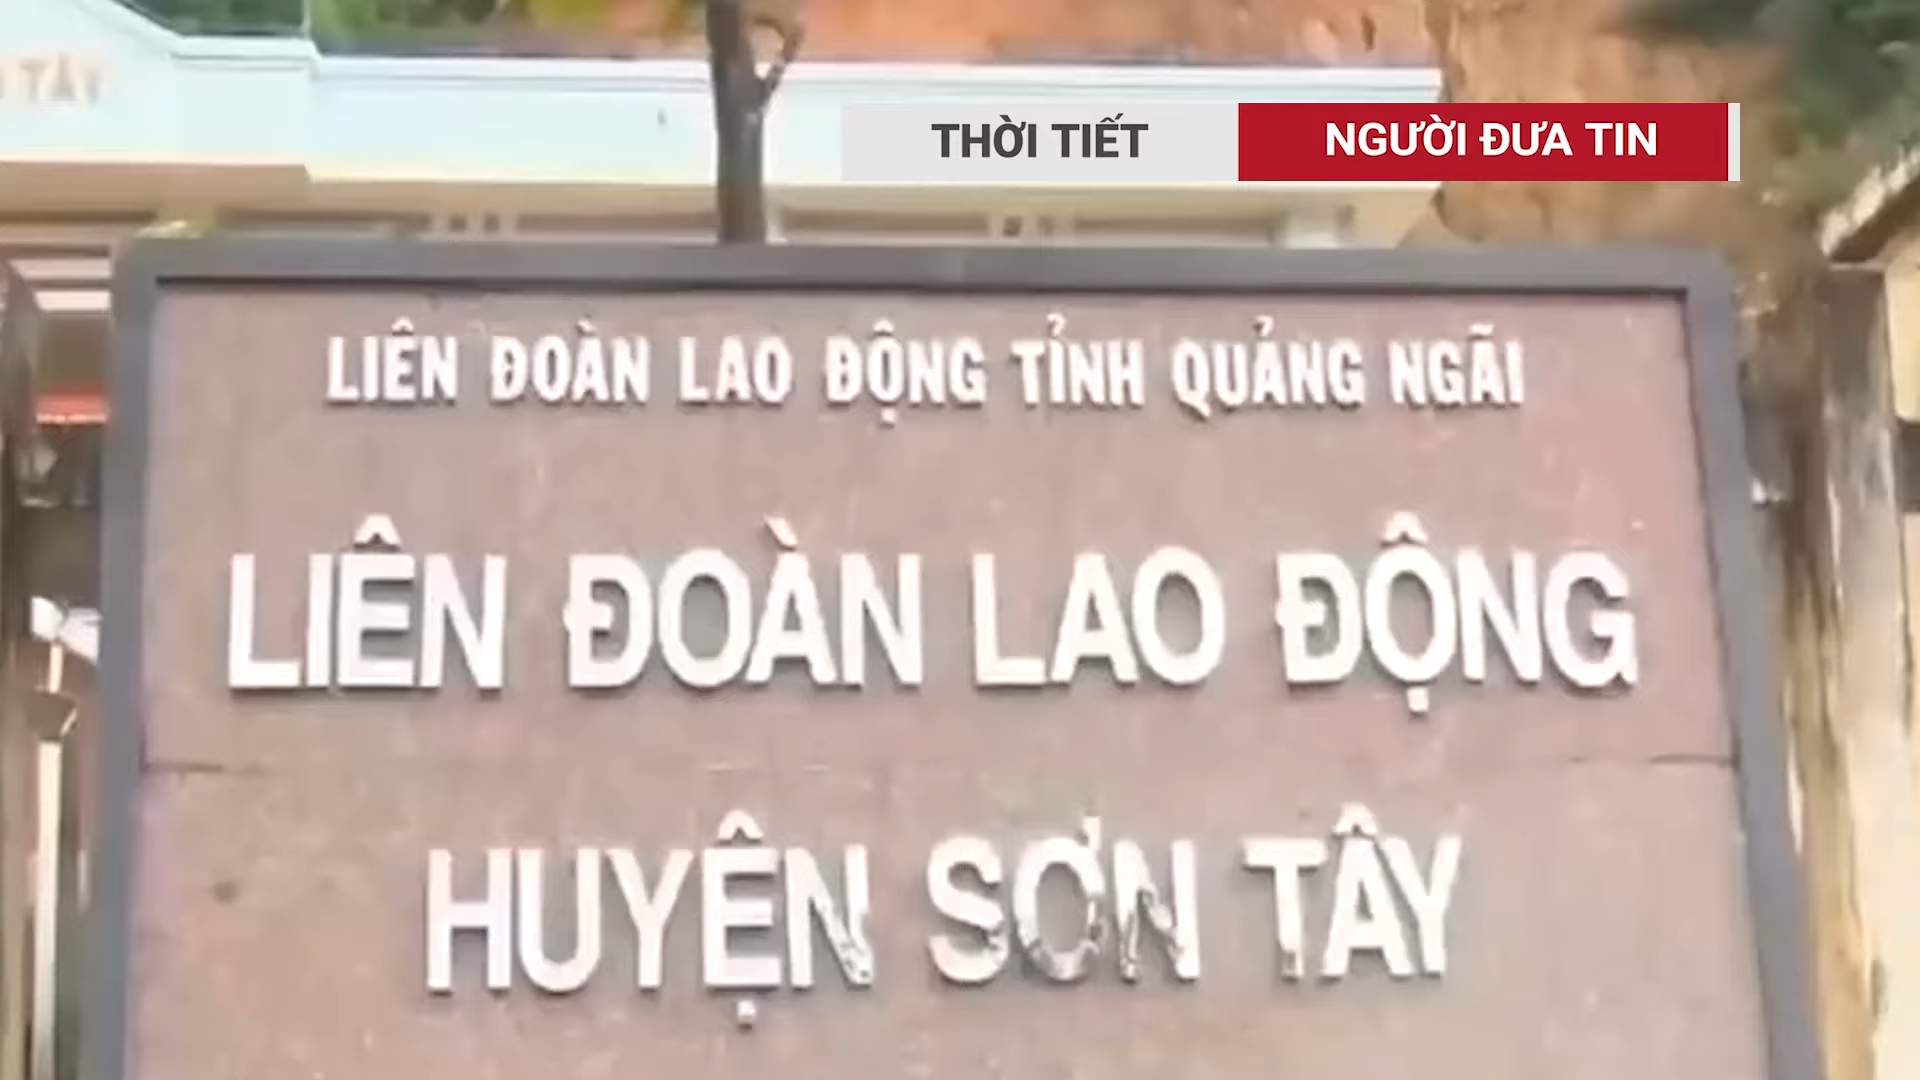 TÂY
THỜI TIẾT
NGƯỜI ĐƯA TIN
LIÊN ĐOÀN LAO ĐỘNG TỈNH QUẢNG NGÃI
LIÊN ĐOÀN LAO ĐỘNG
HUYỆN SƠN TÂY